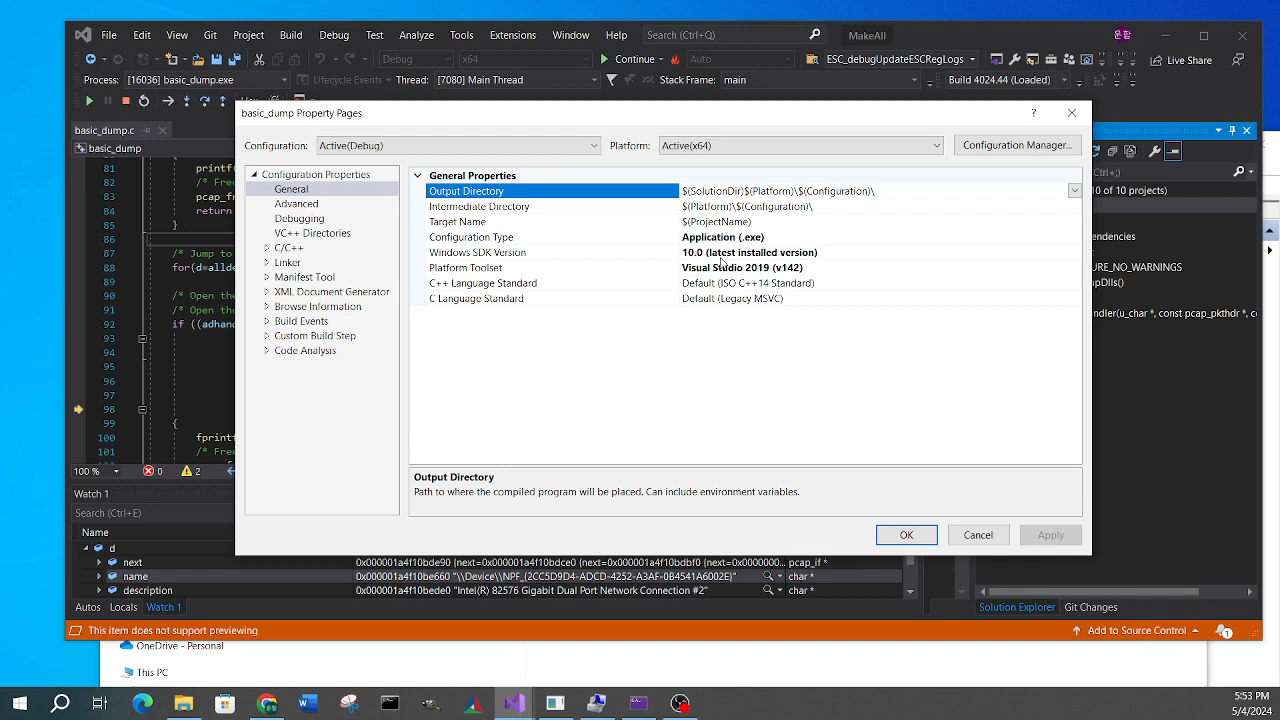 File Edit View Git Project Build Debug Test Analyze Tools Extensions Window Help Search (Ctrl+Q) MakeAll 운활
Debug x64 Continue Auto ESC_debugUpdateESCRegLogs Live Share
Process: [16036] basic_dump.exe Lifecycle Events Thread: [7080] Main Thread Stack Frame: main Build 4024.44 (Loaded)
basic_dump.c
basic_dump
81 printf(
82 /* Free
83 pcap_fr
84 return
85 }
86
87 /* Jump to
88 for(d=allde
89
90 /* Open the
91 /* Open the
92 if ((adhanc
93
94
95
96
97
98
99 {
100 fprintf
101 /* Free
100 % 0 2
basic_dump Property Pages ?
Configuration: Active(Debug) Platform: Active(x64) Configuration Manager...
Configuration Properties
General
Advanced
Debugging
VC++ Directories
C/C++
Linker
Manifest Tool
XML Document Generator
Browse Information
Build Events
Custom Build Step
Code Analysis
General Properties
Output Directory $(SolutionDir)$(Platform)\$(Configuration)\
Intermediate Directory $(Platform)\$(Configuration)\
Target Name $(ProjectName)
Configuration Type Application (.exe)
Windows SDK Version 10.0 (latest installed version)
Platform Toolset Visual Studio 2019 (v142)
C++ Language Standard Default (ISO C++14 Standard)
C Language Standard Default (Legacy MSVC)
Output Directory
Path to where the compiled program will be placed. Can include environment variables.
OK Cancel Apply
+;)
10 of 10 projects)
endencies
URE_NO_WARNINGS
pDlls()
andler(u_char *, const pcap_pkthdr *, co
Watch 1
Search (Ctrl+E)
Name
d
next 0x000001a4f10bde90 {next=0x000001a4f10bdce0 {next=0x000001a4f10bdbf0 {next=0x0000000... pcap_if *
name 0x000001a4f10be660 "\\Device\\NPF_{2CC5D9D4-ADCD-4252-A3AF-0B4541A6002E}" char *
description 0x000001a4f10bede0 "Intel(R) 82576 Gigabit Dual Port Network Connection #2" char *
Autos Locals Watch 1
Solution Explorer Git Changes
This item does not support previewing Add to Source Control 1
OneDrive - Personal
This PC
5:53 PM
5/4/2024